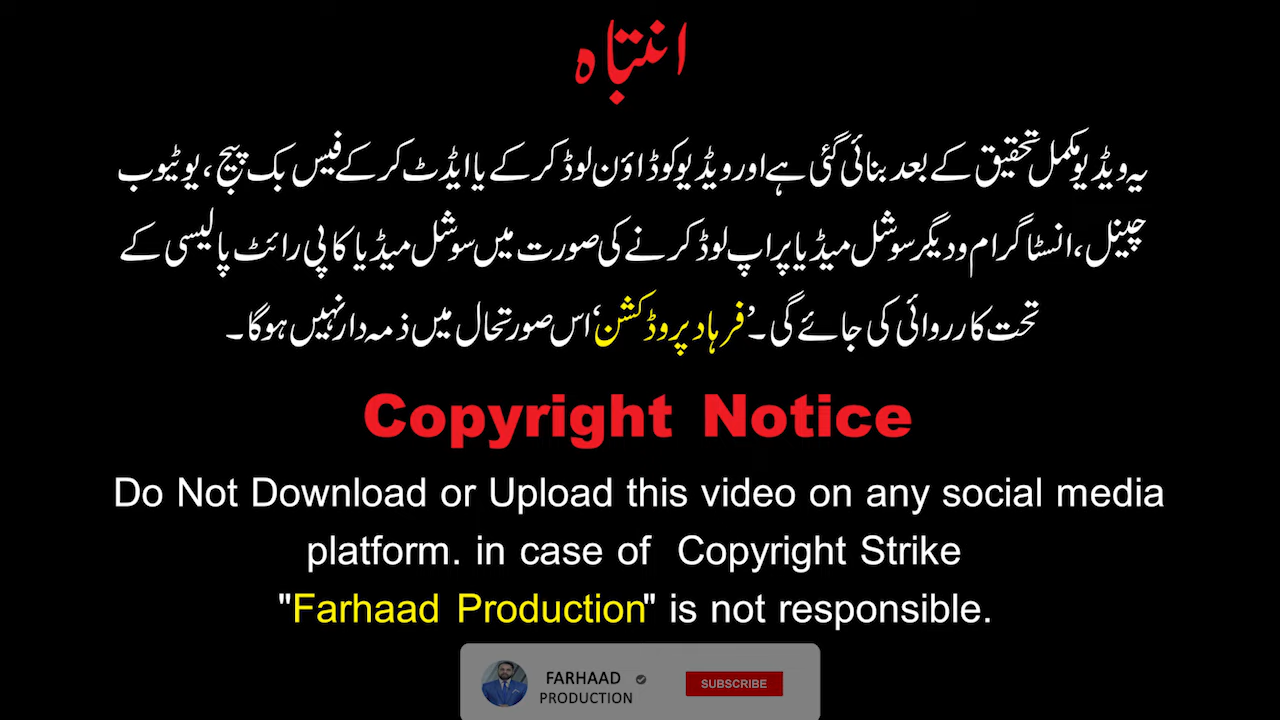 انتباہ
یہ ویڈیو مکمل تحقیق کے بعد بنائی گئی ہے اور ویڈیو کو ڈاؤن لوڈ کر کے یا ایڈٹ کر کے فیس بک پیج ، یوٹیوب
چینل ، انسٹا گرام و دیگر سوشل میڈیا پر اپ لوڈ کرنے کی صورت میں سوشل میڈیا کاپی رائٹ پالیسی کے
تحت کارروائی کی جائے گی ۔ ’فرہاد پروڈکشن‘ اس صورتحال میں ذمہ دار نہیں ہوگا ۔
Copyright Notice
Do Not Download or Upload this video on any social media
platform. in case of Copyright Strike
"Farhaad Production" is not responsible.
FARHAAD
PRODUCTION
SUBSCRIBE